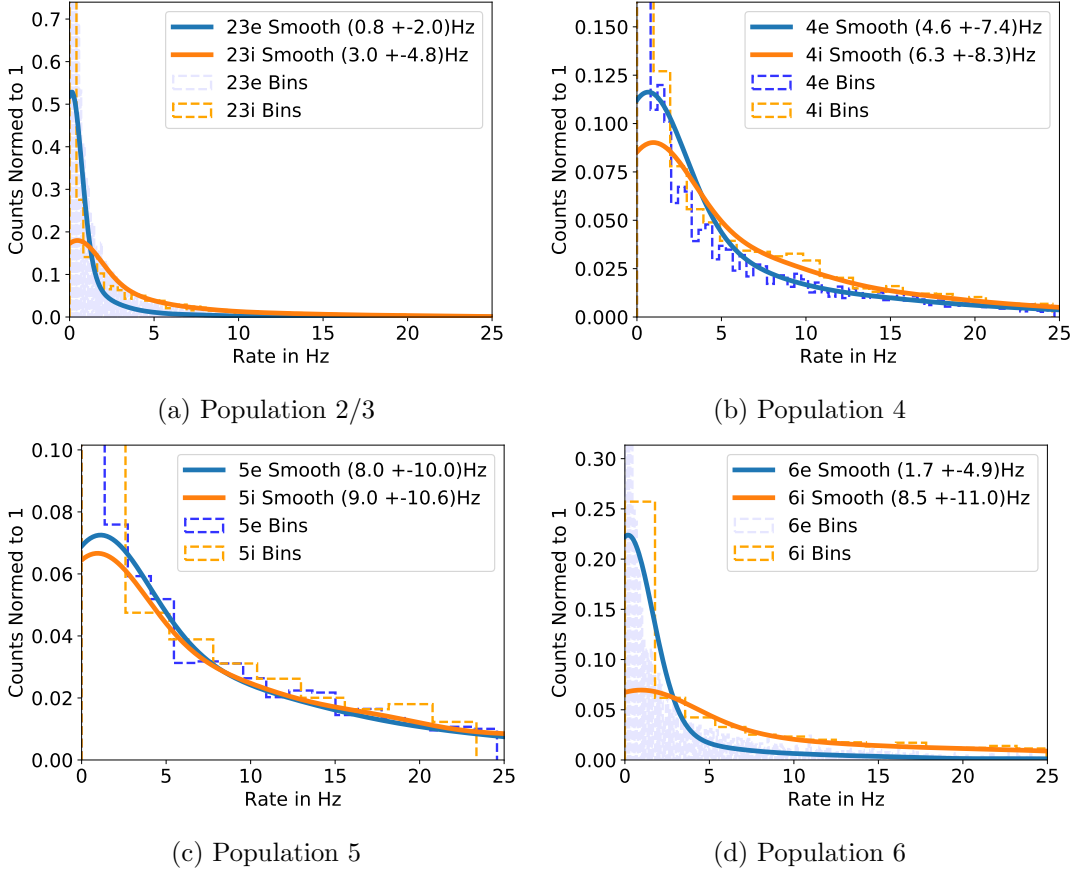 0.7
0.6
0.5
0.4
0.3
0.2
0.1
0.0
Counts Normed to 1
23e Smooth (0.8 +-2.0)Hz
23i Smooth (3.0 +-4.8)Hz
23e Bins
23i Bins
0 5 10 15 20 25
Rate in Hz
(a) Population 2/3
0.150
0.125
0.100
0.075
0.050
0.025
0.000
Counts Normed to 1
4e Smooth (4.6 +-7.4)Hz
4i Smooth (6.3 +-8.3)Hz
4e Bins
4i Bins
0 5 10 15 20 25
Rate in Hz
(b) Population 4
0.10
0.08
0.06
0.04
0.02
0.00
Counts Normed to 1
5e Smooth (8.0 +-10.0)Hz
5i Smooth (9.0 +-10.6)Hz
5e Bins
5i Bins
0 5 10 15 20 25
Rate in Hz
(c) Population 5
0.30
0.25
0.20
0.15
0.10
0.05
0.00
Counts Normed to 1
6e Smooth (1.7 +-4.9)Hz
6i Smooth (8.5 +-11.0)Hz
6e Bins
6i Bins
0 5 10 15 20 25
Rate in Hz
(d) Population 6